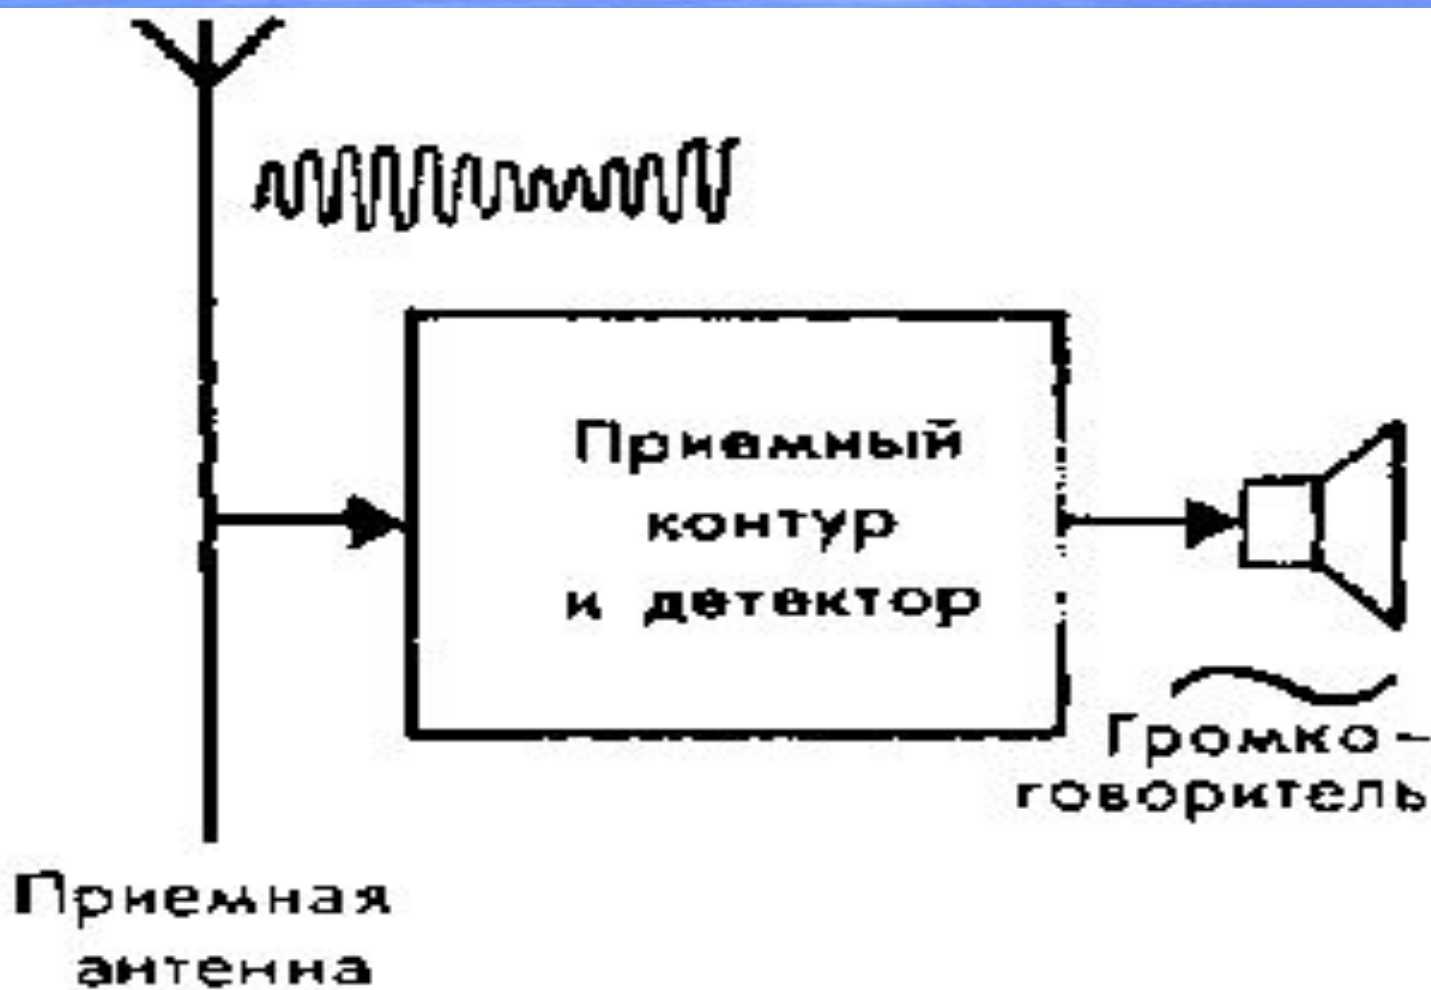 Приемный
контур
и детектор
Громко-
говоритель
Приемная
антенна